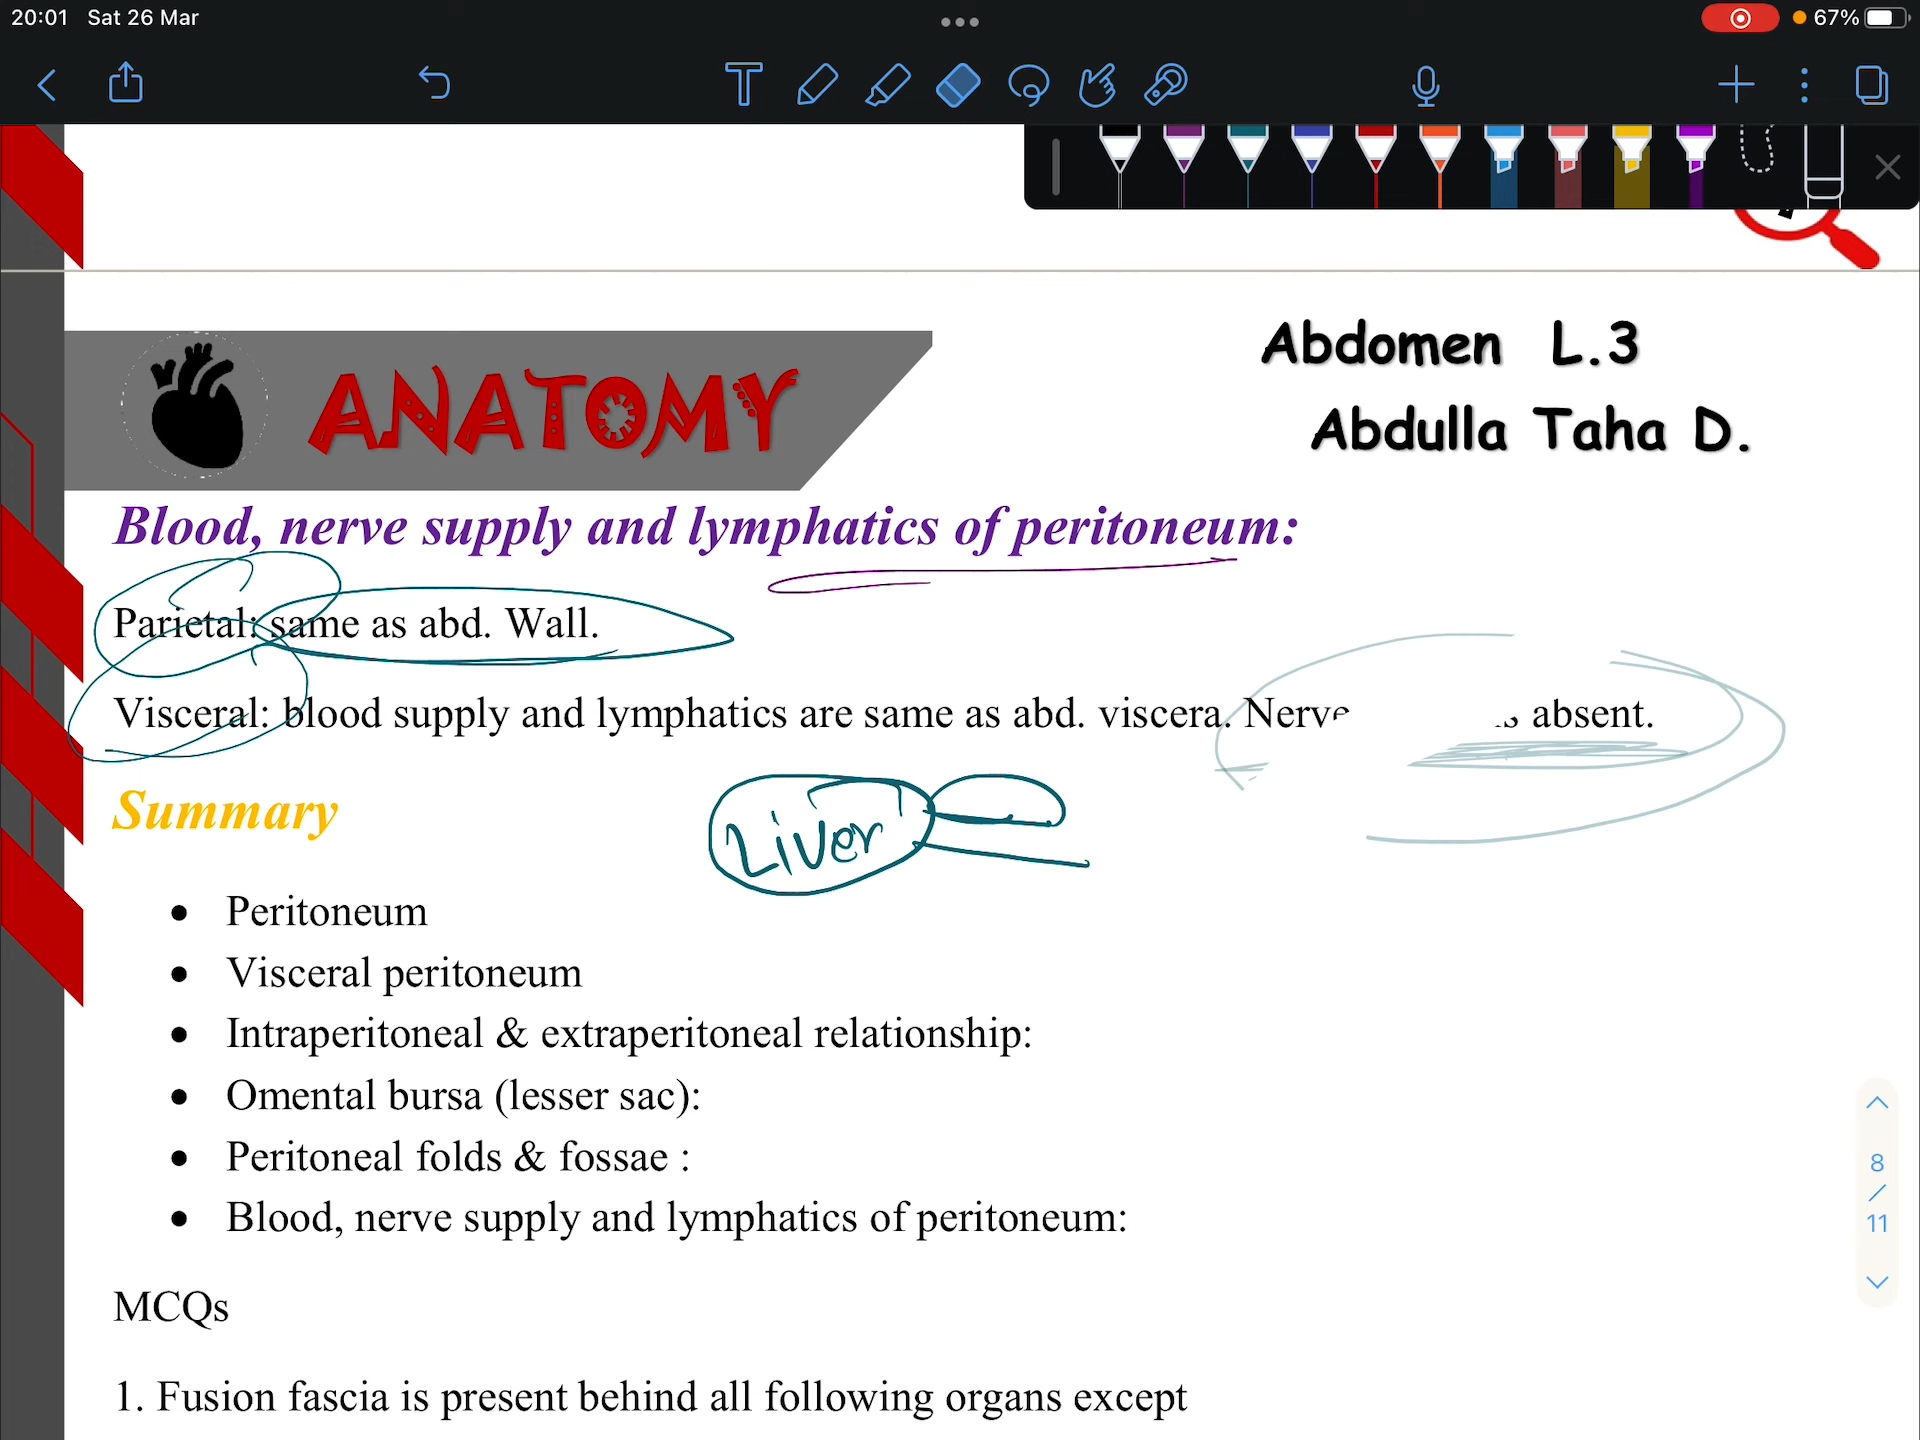 20:01 Sat 26 Mar
67%
ANATOMY
Abdomen L.3
Abdulla Taha D.
Blood, nerve supply and lymphatics of peritoneum:
Parietal: same as abd. Wall.
Visceral: blood supply and lymphatics are same as abd. viscera. Nerve absent.
Liver
Summary
• Peritoneum
• Visceral peritoneum
• Intraperitoneal & extraperitoneal relationship:
• Omental bursa (lesser sac):
• Peritoneal folds & fossae :
• Blood, nerve supply and lymphatics of peritoneum:
8
/
11
MCQs
1. Fusion fascia is present behind all following organs except